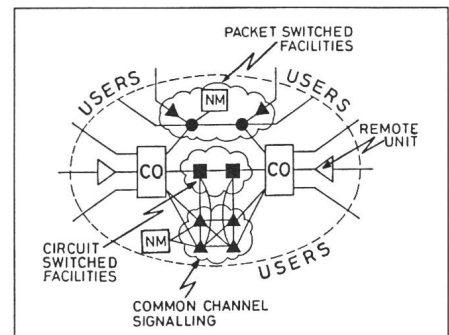 PACKET SWITCHED
FACILITIES
USERS
USERS
NM
REMOTE
UNIT
CO
CO
NM
CIRCUIT
SWITCHED
FACILITIES
USERS
COMMON CHANNEL
SIGNALLING